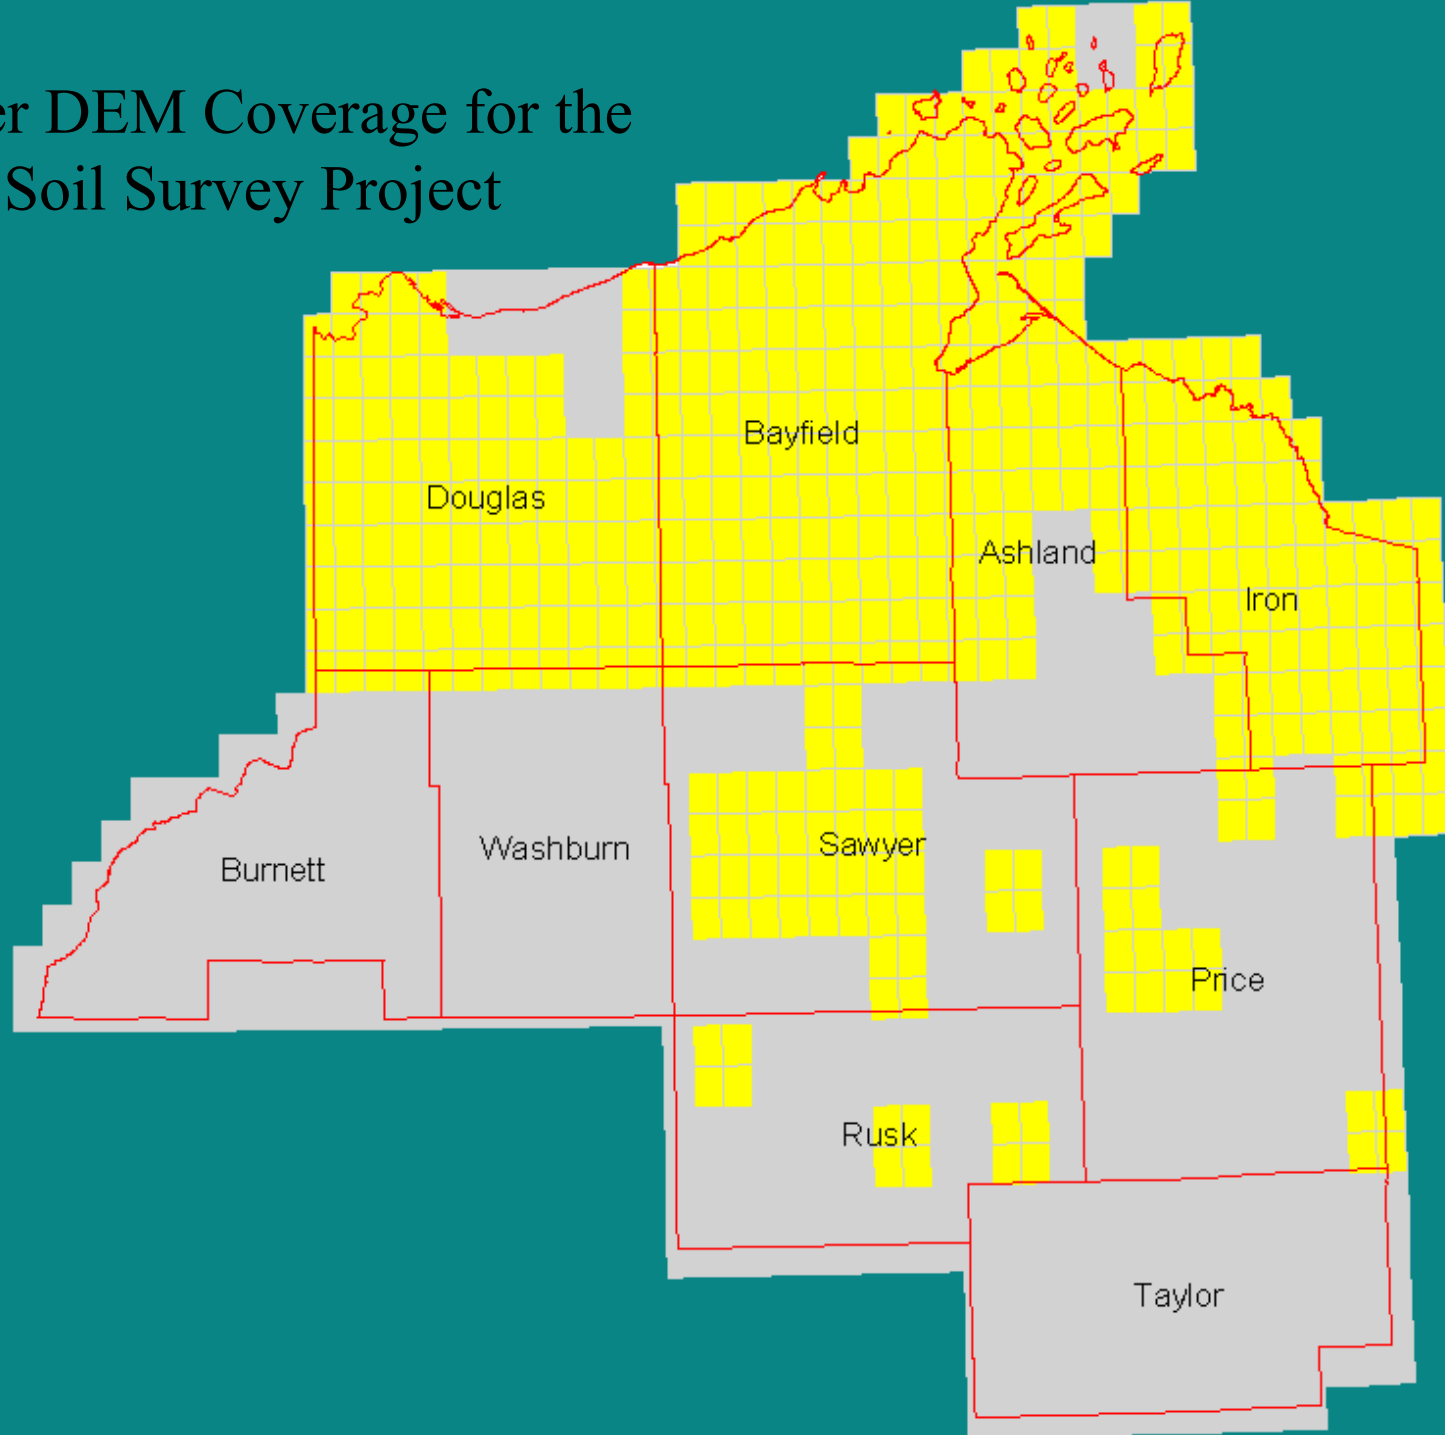 er DEM Coverage for the
Soil Survey Project
Bayfield
Douglas
Ashland
Iron
Washburn
Sawyer
Burnett
Price
Rusk
Taylor